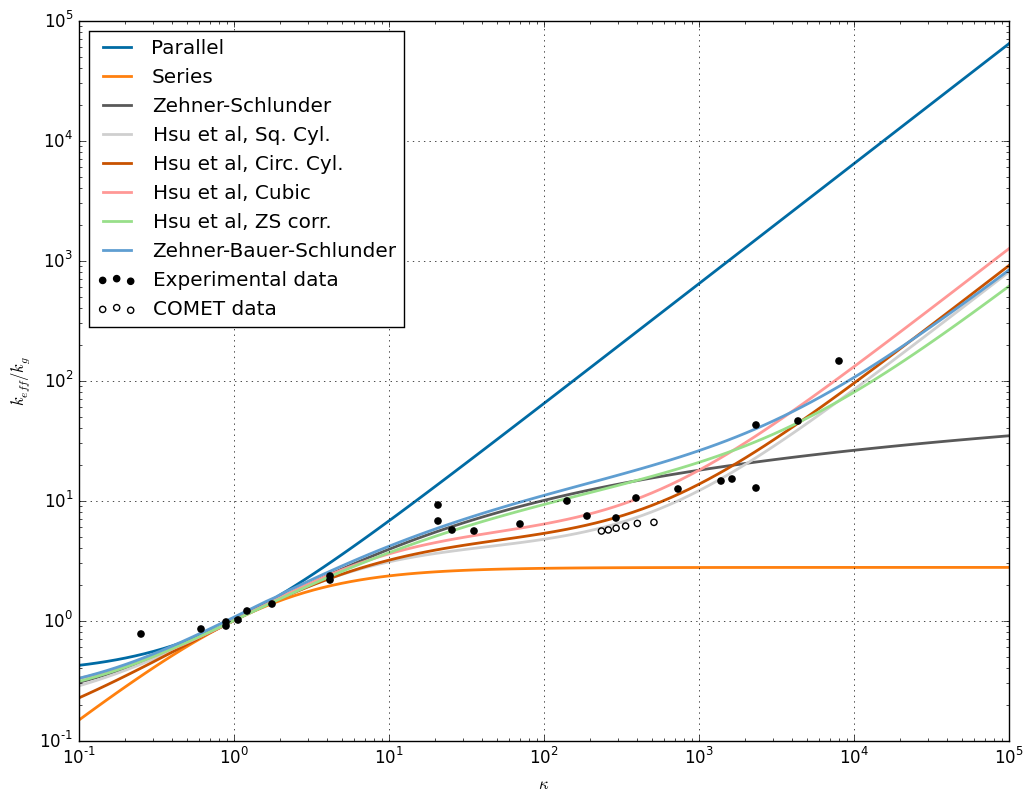 10^5
10^4
10^3
10^2
10^1
10^0
10^-1
k_eff/k_g
Parallel
Series
Zehner-Schlunder
Hsu et al, Sq. Cyl.
Hsu et al, Circ. Cyl.
Hsu et al, Cubic
Hsu et al, ZS corr.
Zehner-Bauer-Schlunder
Experimental data
COMET data
10^-1 10^0 10^1 10^2 10^3 10^4 10^5
κ